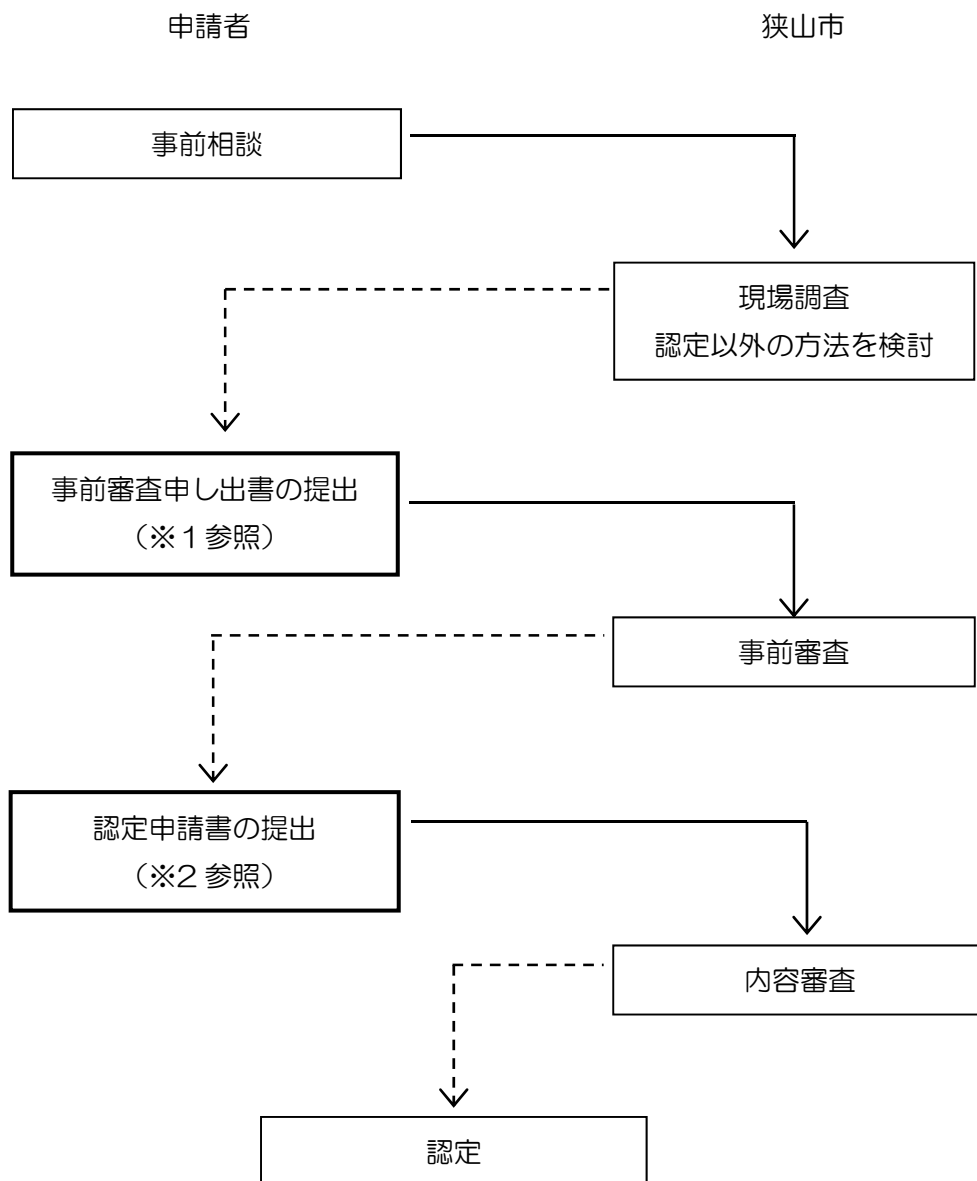 申請者
狭山市
事前相談
現場調査
認定以外の方法を検討
事前審査申し出書の提出
（※１参照）
事前審査
認定申請書の提出
（※２参照）
内容審査
認定